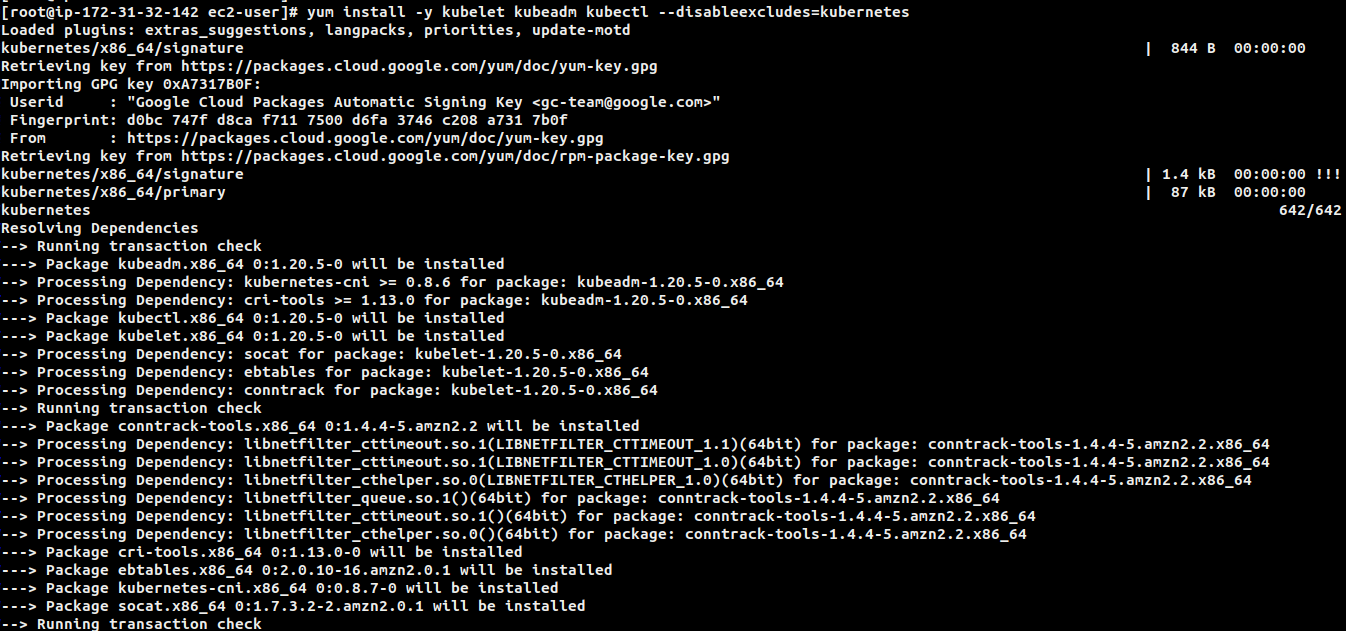 [root@ip-172-31-32-142 ec2-user]# yum install -y kubelet kubeadm kubectl --disableexcludes=kubernetes
Loaded plugins: extras_suggestions, langpacks, priorities, update-motd
kubernetes/x86_64/signature | 844 B 00:00:00
Retrieving key from https://packages.cloud.google.com/yum/doc/yum-key.gpg
Importing GPG key 0xA7317B0F:
 Userid     : "Google Cloud Packages Automatic Signing Key <gc-team@google.com>"
 Fingerprint: d0bc 747f d8ca f711 7500 d6fa 3746 c208 a731 7b0f
 From       : https://packages.cloud.google.com/yum/doc/yum-key.gpg
Retrieving key from https://packages.cloud.google.com/yum/doc/rpm-package-key.gpg
kubernetes/x86_64/signature | 1.4 kB 00:00:00 !!!
kubernetes/x86_64/primary | 87 kB 00:00:00
kubernetes 642/642
Resolving Dependencies
--> Running transaction check
---> Package kubeadm.x86_64 0:1.20.5-0 will be installed
--> Processing Dependency: kubernetes-cni >= 0.8.6 for package: kubeadm-1.20.5-0.x86_64
--> Processing Dependency: cri-tools >= 1.13.0 for package: kubeadm-1.20.5-0.x86_64
---> Package kubectl.x86_64 0:1.20.5-0 will be installed
---> Package kubelet.x86_64 0:1.20.5-0 will be installed
--> Processing Dependency: socat for package: kubelet-1.20.5-0.x86_64
--> Processing Dependency: ebtables for package: kubelet-1.20.5-0.x86_64
--> Processing Dependency: conntrack for package: kubelet-1.20.5-0.x86_64
--> Running transaction check
---> Package conntrack-tools.x86_64 0:1.4.4-5.amzn2.2 will be installed
--> Processing Dependency: libnetfilter_cttimeout.so.1(LIBNETFILTER_CTTIMEOUT_1.1)(64bit) for package: conntrack-tools-1.4.4-5.amzn2.2.x86_64
--> Processing Dependency: libnetfilter_cttimeout.so.1(LIBNETFILTER_CTTIMEOUT_1.0)(64bit) for package: conntrack-tools-1.4.4-5.amzn2.2.x86_64
--> Processing Dependency: libnetfilter_cthelper.so.0(LIBNETFILTER_CTHELPER_1.0)(64bit) for package: conntrack-tools-1.4.4-5.amzn2.2.x86_64
--> Processing Dependency: libnetfilter_queue.so.1()(64bit) for package: conntrack-tools-1.4.4-5.amzn2.2.x86_64
--> Processing Dependency: libnetfilter_cttimeout.so.1()(64bit) for package: conntrack-tools-1.4.4-5.amzn2.2.x86_64
--> Processing Dependency: libnetfilter_cthelper.so.0()(64bit) for package: conntrack-tools-1.4.4-5.amzn2.2.x86_64
---> Package cri-tools.x86_64 0:1.13.0-0 will be installed
---> Package ebtables.x86_64 0:2.0.10-16.amzn2.0.1 will be installed
---> Package kubernetes-cni.x86_64 0:0.8.7-0 will be installed
---> Package socat.x86_64 0:1.7.3.2-2.amzn2.0.1 will be installed
--> Running transaction check